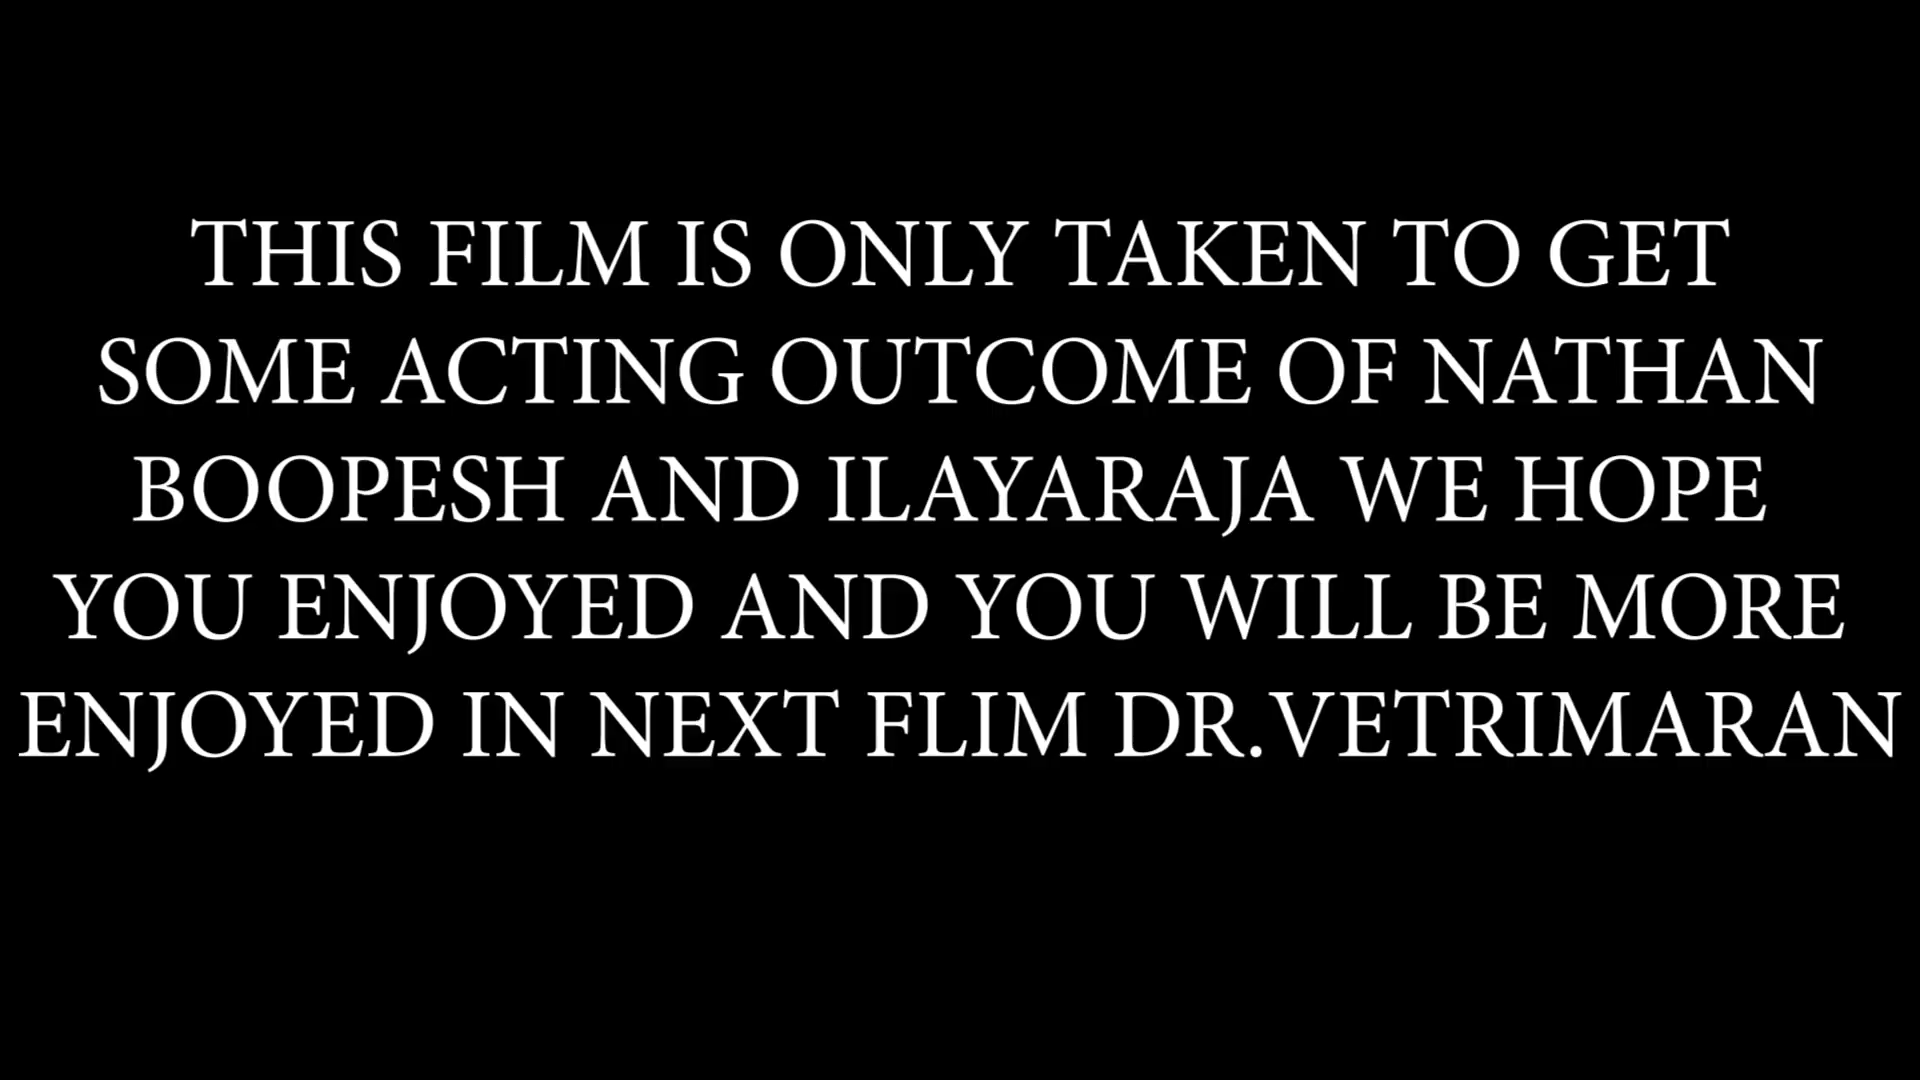 THIS FILM IS ONLY TAKEN TO GET
SOME ACTING OUTCOME OF NATHAN
BOOPESH AND ILAYARAJA WE HOPE
YOU ENJOYED AND YOU WILL BE MORE
ENJOYED IN NEXT FLIM DR.VETRIMARAN